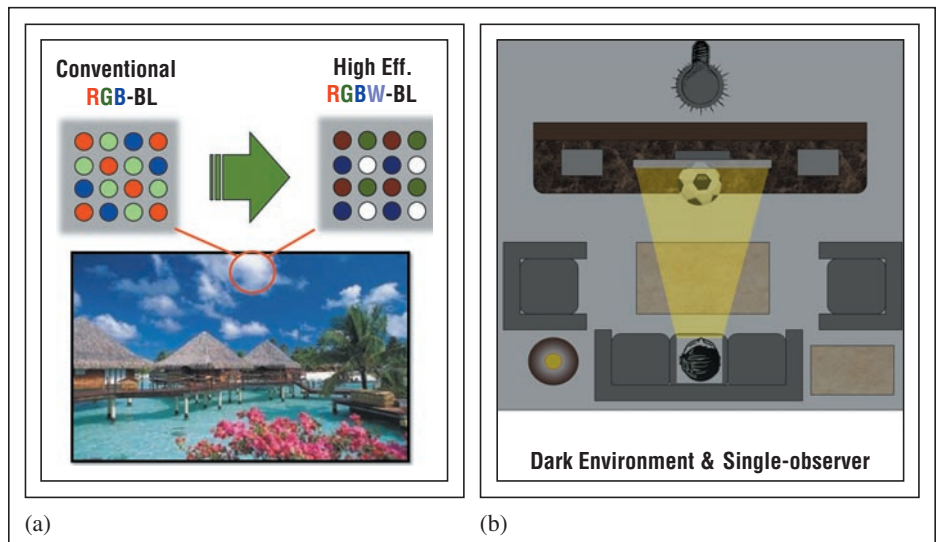 Conventional
RGB-BL
High Eff.
RGBW-BL
Dark Environment & Single-observer
(a)
(b)